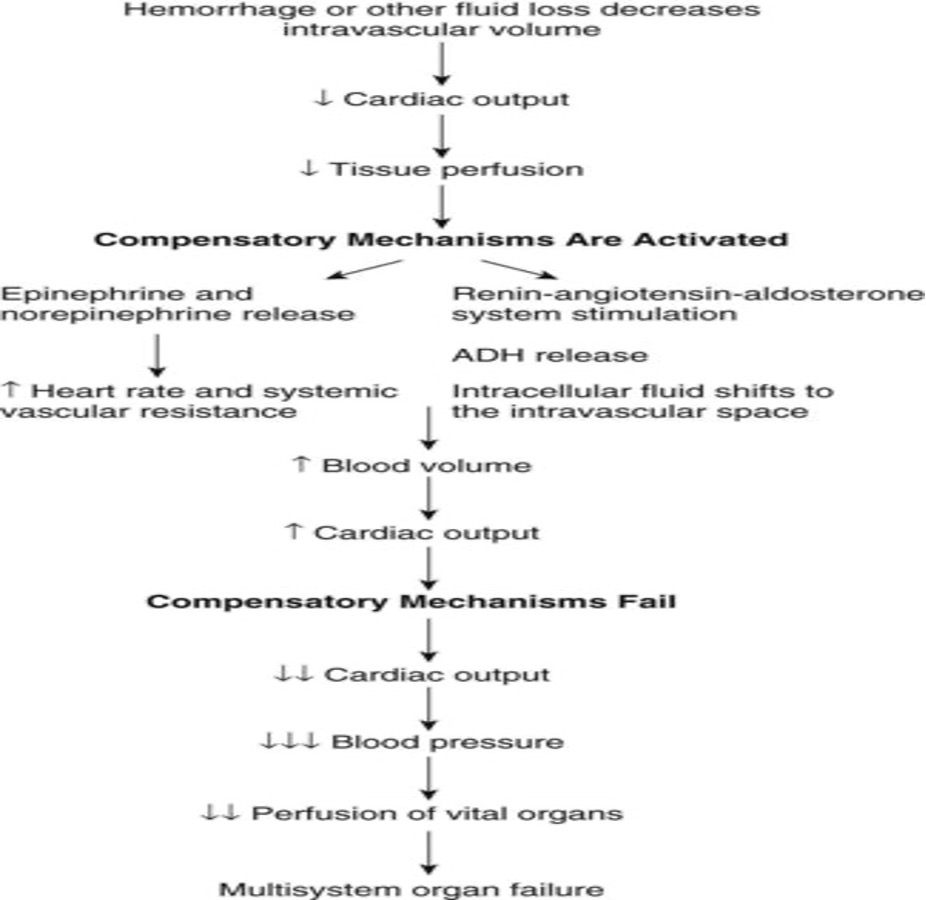 Hemorrhage or other fluid loss decreases
intravascular volume
↓ Cardiac output
↓ Tissue perfusion
Compensatory Mechanisms Are Activated
Epinephrine and
norepinephrine release
↑ Heart rate and systemic
vascular resistance
Renin-angiotensin-aldosterone
system stimulation
ADH release
Intracellular fluid shifts to
the intravascular space
↑ Blood volume
↑ Cardiac output
Compensatory Mechanisms Fail
↓↓ Cardiac output
↓↓↓ Blood pressure
↓↓ Perfusion of vital organs
Multisystem organ failure